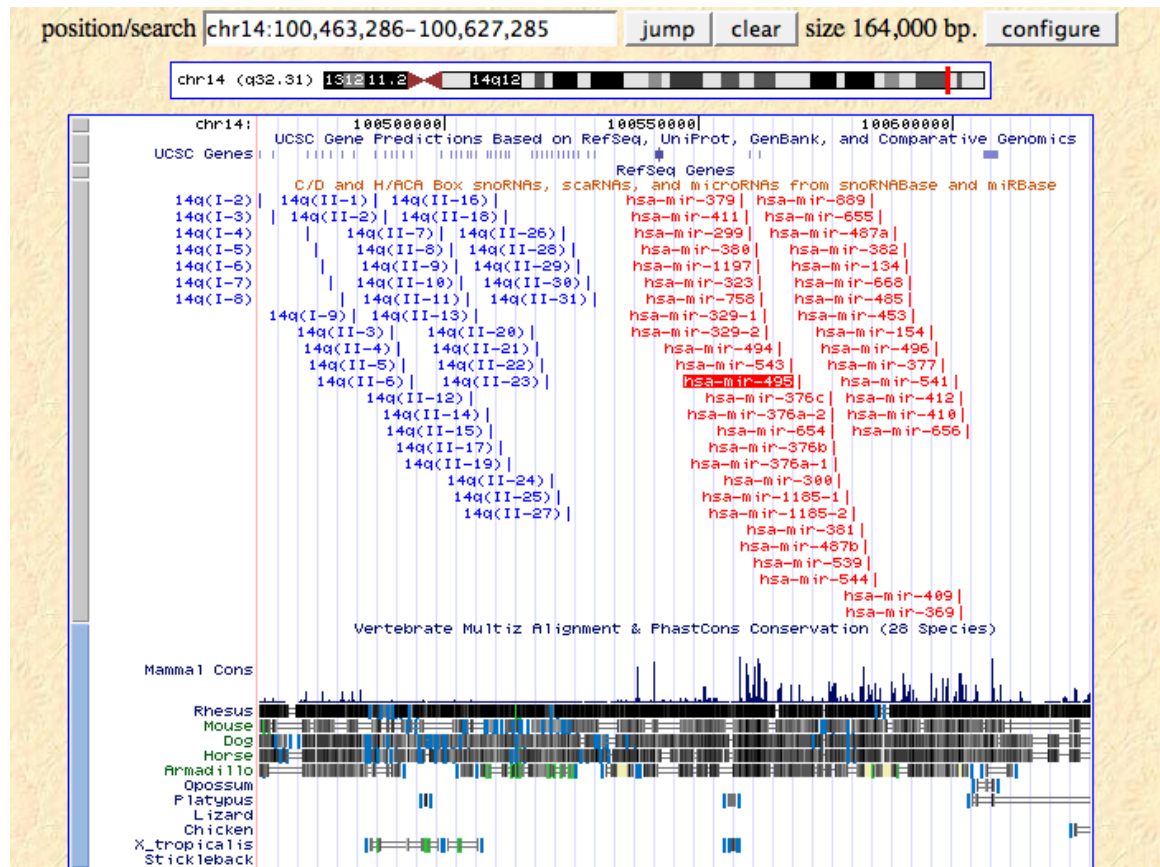 position/search chr14:100,463,286-100,627,285 jump clear size 164,000 bp. configure
chr14 (q32.31) 13 12 11.2 14q12
chr14: 100500000| 100550000| 100600000|
UCSC Gene Predictions Based on RefSeq, UniProt, GenBank, and Comparative Genomics
UCSC Genes
RefSeq Genes
C/D and H/ACA Box snoRNAs, scaRNAs, and microRNAs from snoRNABase and miRBase
14q(I-2) 14q(II-1) 14q(II-16) hsa-mir-379 hsa-mir-889
14q(I-3) 14q(II-2) 14q(II-18) hsa-mir-411 hsa-mir-655
14q(I-4) 14q(II-7) 14q(II-26) hsa-mir-299 hsa-mir-487a
14q(I-5) 14q(II-8) 14q(II-28) hsa-mir-380 hsa-mir-382
14q(I-6) 14q(II-9) 14q(II-29) hsa-mir-1197 hsa-mir-134
14q(I-7) 14q(II-10) 14q(II-30) hsa-mir-323 hsa-mir-668
14q(I-8) 14q(II-11) 14q(II-31) hsa-mir-758 hsa-mir-485
14q(I-9) 14q(II-13) hsa-mir-329-1 hsa-mir-453
14q(II-3) 14q(II-20) hsa-mir-329-2 hsa-mir-154
14q(II-4) 14q(II-21) hsa-mir-494 hsa-mir-496
14q(II-5) 14q(II-22) hsa-mir-543 hsa-mir-377
14q(II-6) 14q(II-23) hsa-mir-495 hsa-mir-541
14q(II-12) hsa-mir-376c hsa-mir-412
14q(II-14) hsa-mir-376a-2 hsa-mir-410
14q(II-15) hsa-mir-654 hsa-mir-656
14q(II-17) hsa-mir-376b
14q(II-19) hsa-mir-376a-1
14q(II-24) hsa-mir-300
14q(II-25) hsa-mir-1185-1
14q(II-27) hsa-mir-1185-2
hsa-mir-381
hsa-mir-487b
hsa-mir-539
hsa-mir-544
hsa-mir-409
hsa-mir-369
Vertebrate Multiz Alignment & PhastCons Conservation (28 Species)
Mammal Cons
Rhesus
Mouse
Dog
Horse
Armadillo
Opossum
Platypus
Lizard
Chicken
X_tropicalis
Stickleback